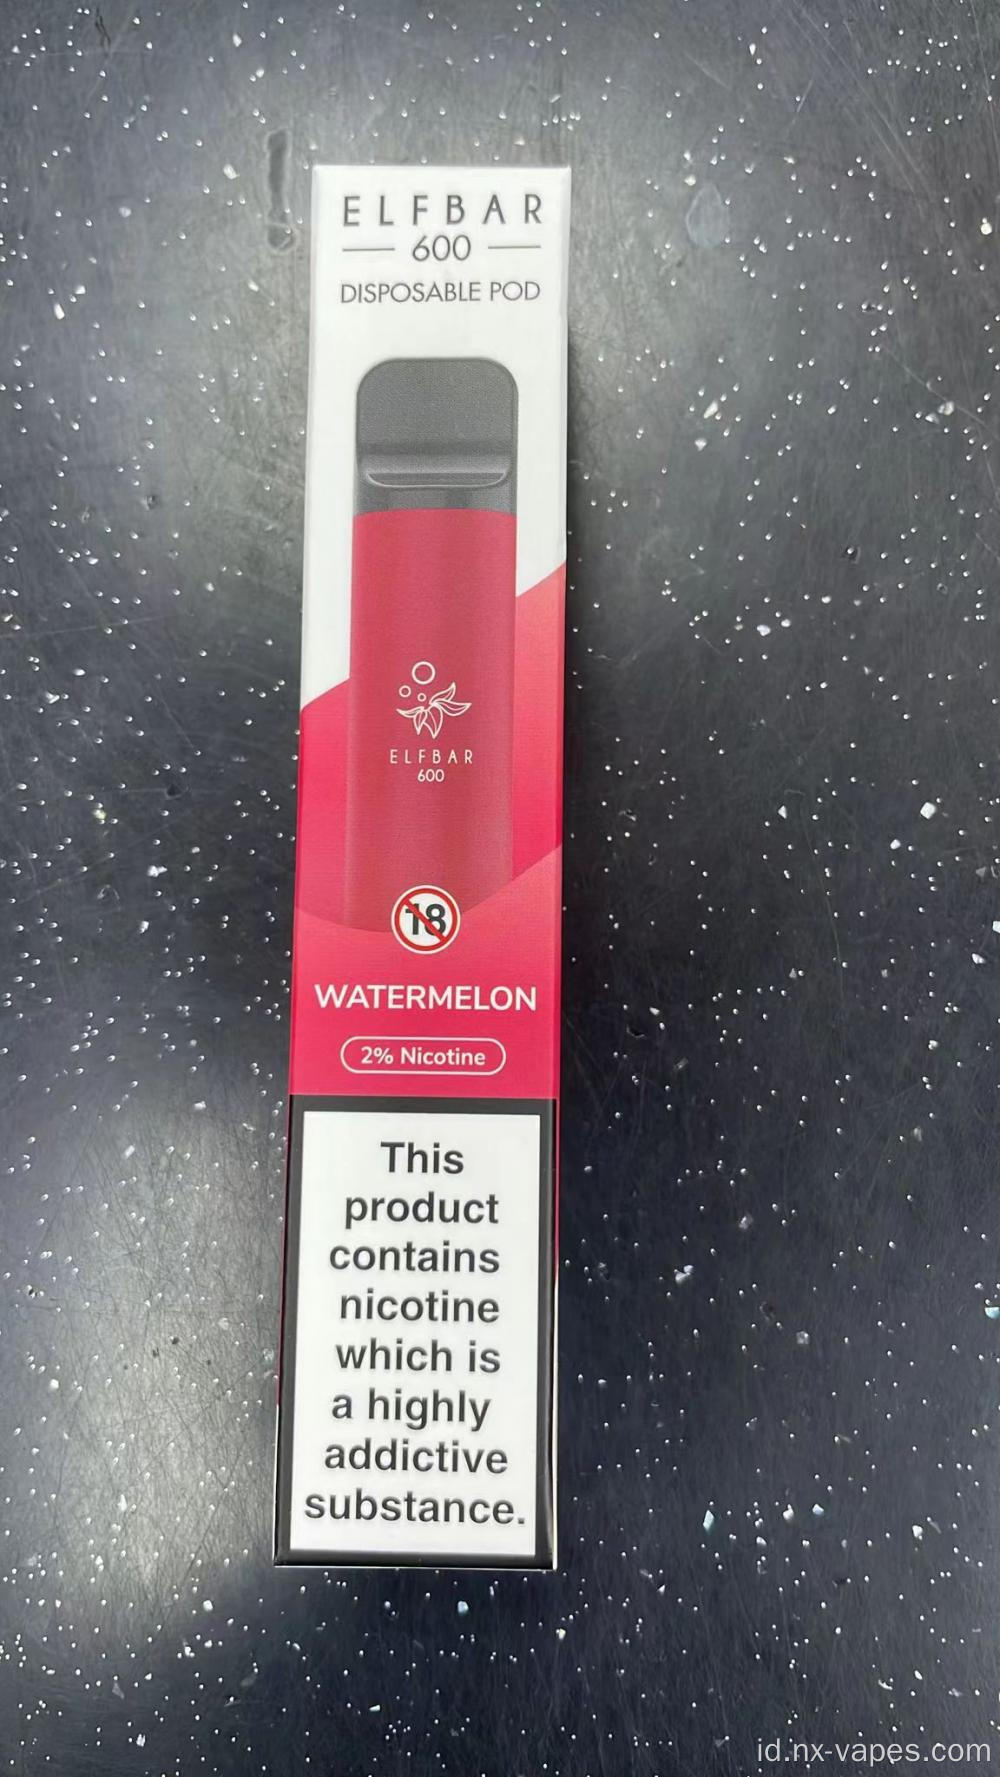 ELFBAR
600
DISPOSABLE POD
ELFBAR
600
18
WATERMELON
2% Nicotine
This
product
contains
nicotine
which is
a highly
addictive
substance.
id.nx-vapes.com